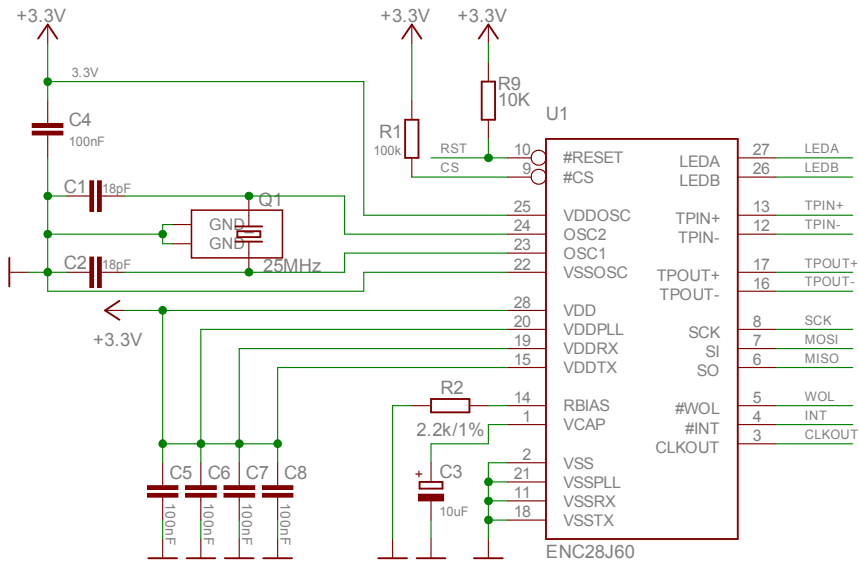 +3.3V
+3.3V
+3.3V
3.3V
C4
100nF
R1
100k
R9
10K
U1
RST
CS
C1
18pF
Q1
GND
GND
C2
18pF
25MHz
+3.3V
R2
2.2k/1%
C3
+
10uF
C5
C6
C7
C8
100nF
100nF
100nF
100nF
10 #RESET
9 #CS
25 VDDOSC
24 OSC2
23 OSC1
22 VSSOSC
28 VDD
20 VDDPLL
19 VDDRX
15 VDDTX
14 RBIAS
1 VCAP
2 VSS
21 VSSPLL
11 VSSRX
18 VSSTX
LEDA 27 LEDA
LEDB 26 LEDB
TPIN+ 13 TPIN+
TPIN- 12 TPIN-
TPOUT+ 17 TPOUT+
TPOUT- 16 TPOUT-
SCK 8 SCK
SI 7 MOSI
SO 6 MISO
#WOL 5 WOL
#INT 4 INT
CLKOUT 3 CLKOUT
ENC28J60